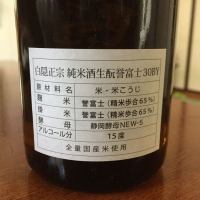 白隠正宗 純米酒生酛誉富士30BY
原材料名 米・米こうじ
麹米 誉富士(精米歩合65%)
掛米 誉富士(精米歩合65%)
酵母 静岡酵母NEW-5
アルコール分 15度
全量国産米使用